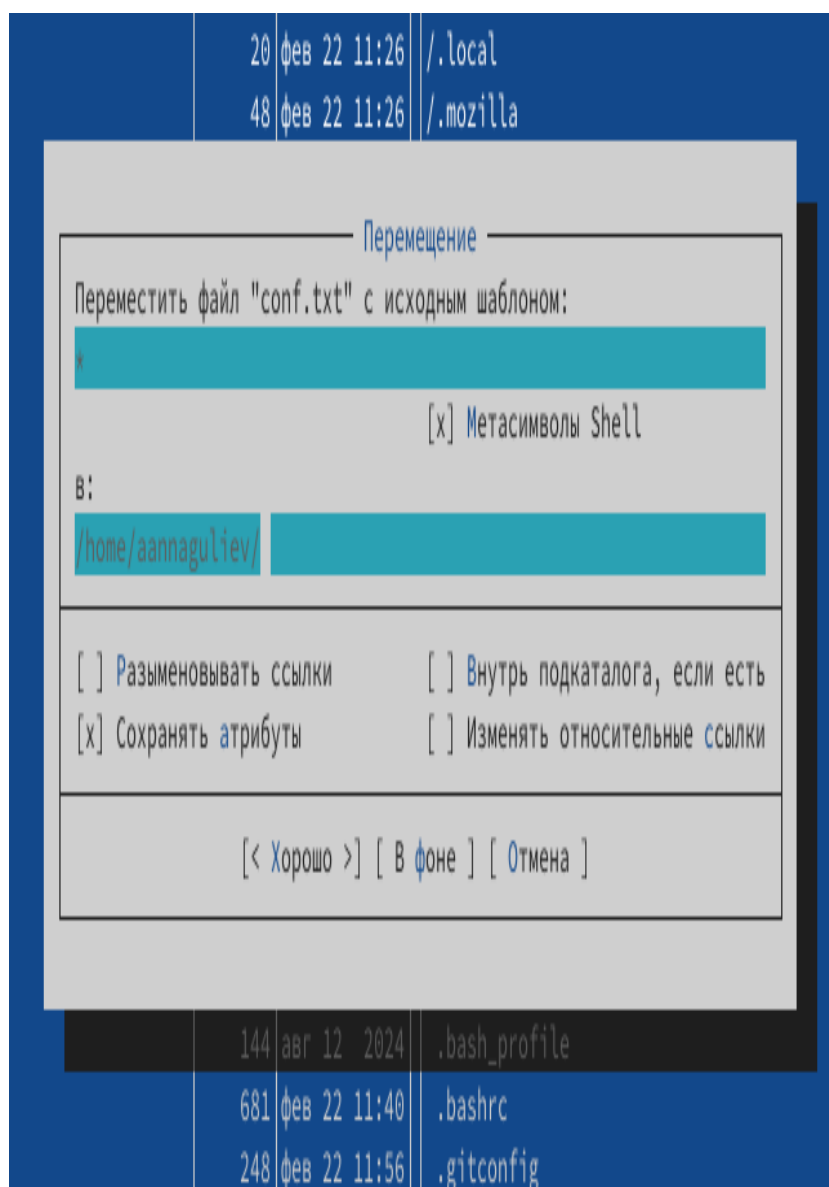 20 фев 22 11:26 /.local
48 фев 22 11:26 /.mozilla
Перемещение
Переместить файл "conf.txt" с исходным шаблоном:
*
[x] Метасимволы Shell
в:
/home/aannaguliev/
[ ] Разыменовывать ссылки [ ] Внутрь подкаталога, если есть
[x] Сохранять атрибуты [ ] Изменять относительные ссылки
[< Хорошо >] [ В фоне ] [ Отмена ]
144 авг 12 2024 .bash_profile
681 фев 22 11:40 .bashrc
248 фев 22 11:56 .gitconfig